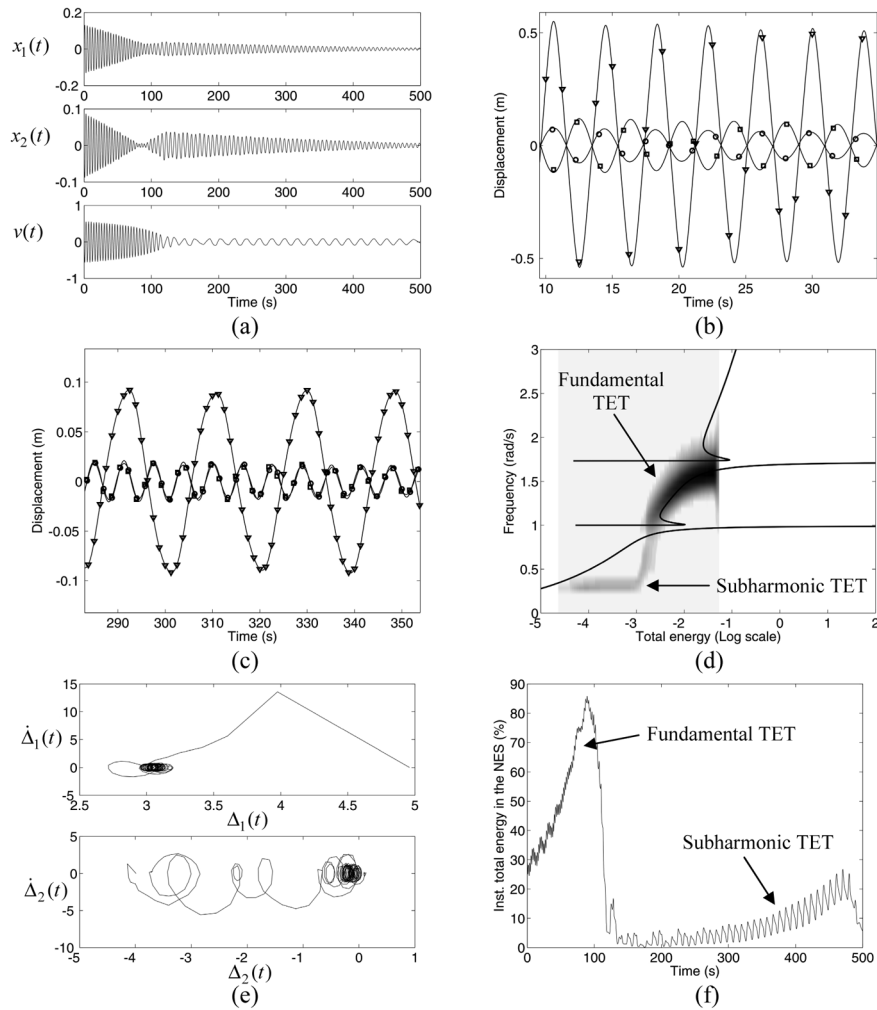 x₁(t)
0.2
0
-0.2
0 100 200 300 400 500
x₂(t)
0.1
0
-0.1
0 100 200 300 400 500
v(t)
1
0
-1
0 100 200 300 400 500
Time (s)
(a)
Displacement (m)
0.5
0
-0.5
10 15 20 25 30
Time (s)
(b)
Displacement (m)
0.1
0.05
0
-0.05
-0.1
290 300 310 320 330 340 350
Time (s)
(c)
Frequency (rad/s)
3
2.5
2
1.5
1
0.5
0
Fundamental
TET
Subharmonic TET
-5 -4 -3 -2 -1 0 1 2
Total energy (Log scale)
(d)
Δ̇₁(t)
15
10
5
0
-5
2.5 3 3.5 4 4.5 5
Δ₁(t)
Δ̇₂(t)
5
0
-5
-10
-5 -4 -3 -2 -1 0 1
Δ₂(t)
(e)
Inst. total energy in the NES (%)
90
80
70
60
50
40
30
20
10
0
Fundamental TET
Subharmonic TET
0 100 200 300 400 500
Time (s)
(f)